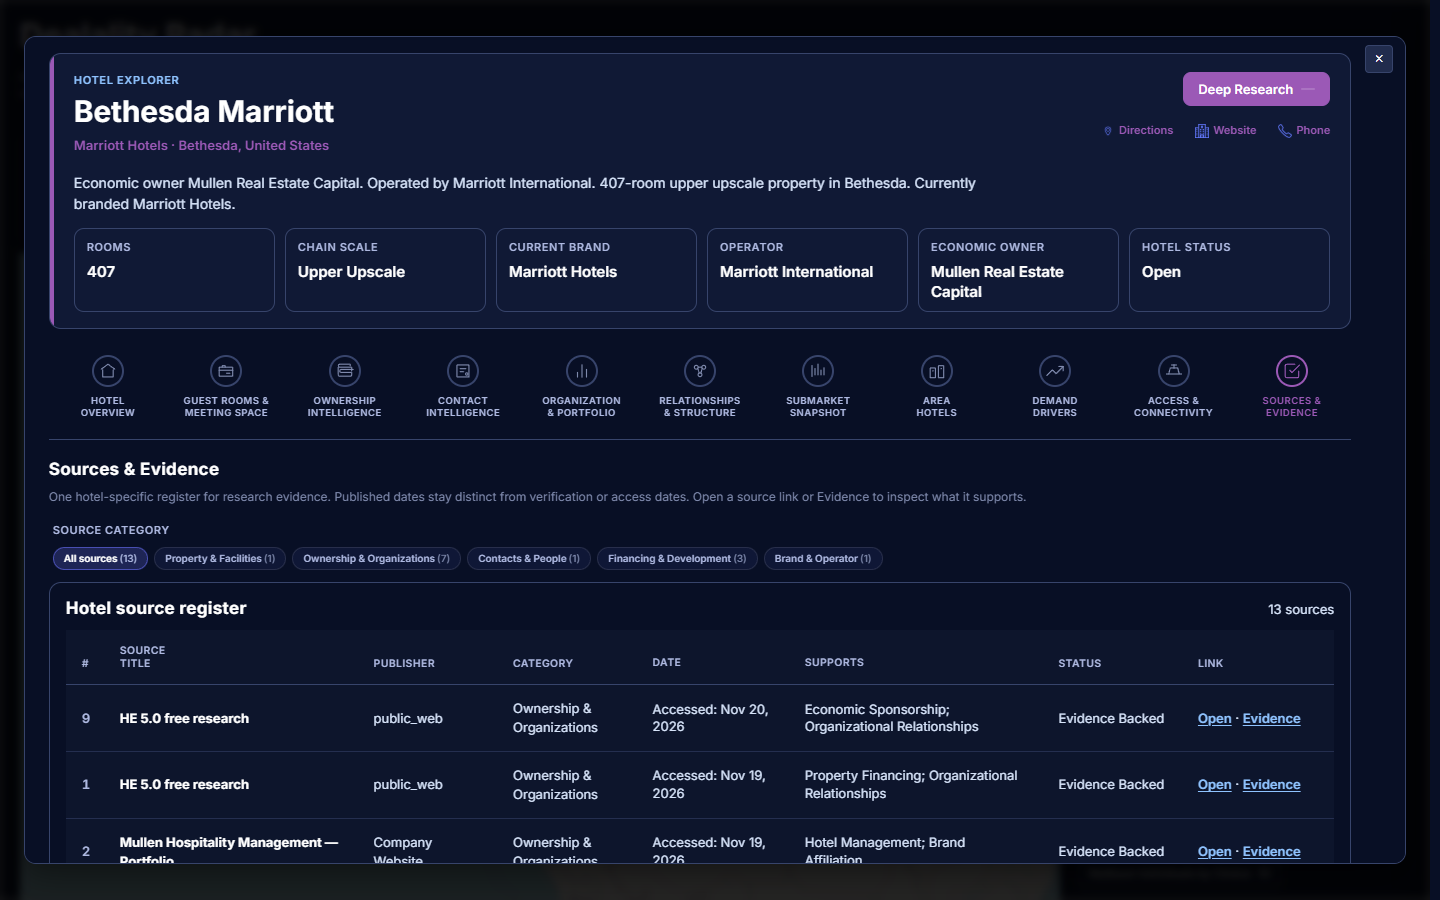 HOTEL EXPLORER
Bethesda Marriott
Marriott Hotels · Bethesda, United States
Deep Research —
Directions
Website
Phone
Economic owner Mullen Real Estate Capital. Operated by Marriott International. 407-room upper upscale property in Bethesda. Currently
branded Marriott Hotels.
ROOMS
407
CHAIN SCALE
Upper Upscale
CURRENT BRAND
Marriott Hotels
OPERATOR
Marriott International
ECONOMIC OWNER
Mullen Real Estate
Capital
HOTEL STATUS
Open
HOTEL
OVERVIEW
GUEST ROOMS &
MEETING SPACE
OWNERSHIP
INTELLIGENCE
CONTACT
INTELLIGENCE
ORGANIZATION
& PORTFOLIO
RELATIONSHIPS
& STRUCTURE
SUBMARKET
SNAPSHOT
AREA
HOTELS
DEMAND
DRIVERS
ACCESS &
CONNECTIVITY
SOURCES &
EVIDENCE
Sources & Evidence
One hotel-specific register for research evidence. Published dates stay distinct from verification or access dates. Open a source link or Evidence to inspect what it supports.
SOURCE CATEGORY
All sources (13)
Property & Facilities (1)
Ownership & Organizations (7)
Contacts & People (1)
Financing & Development (3)
Brand & Operator (1)
Hotel source register
13 sources
#
SOURCE
TITLE
PUBLISHER
CATEGORY
DATE
SUPPORTS
STATUS
LINK
9
HE 5.0 free research
public_web
Ownership &
Organizations
Accessed: Nov 20,
2026
Economic Sponsorship;
Organizational Relationships
Evidence Backed
Open · Evidence
1
HE 5.0 free research
public_web
Ownership &
Organizations
Accessed: Nov 19,
2026
Property Financing; Organizational
Relationships
Evidence Backed
Open · Evidence
2
Mullen Hospitality Management —
Portfolio
Company
Website
Ownership &
Organizations
Accessed: Nov 19,
2026
Hotel Management; Brand
Affiliation
Evidence Backed
Open · Evidence